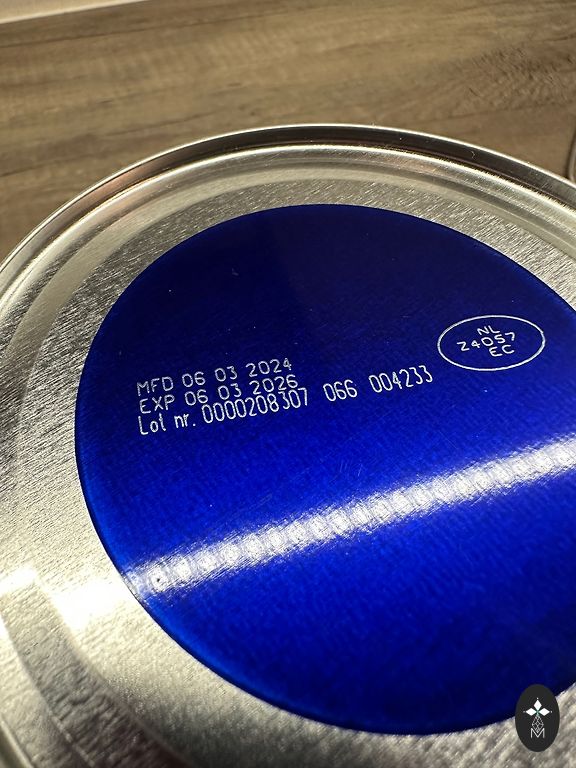 NL
Z4057
EC
MFD 06 03 2024
EXP 06 03 2026
Lot nr. 0000208307 066 004233
M